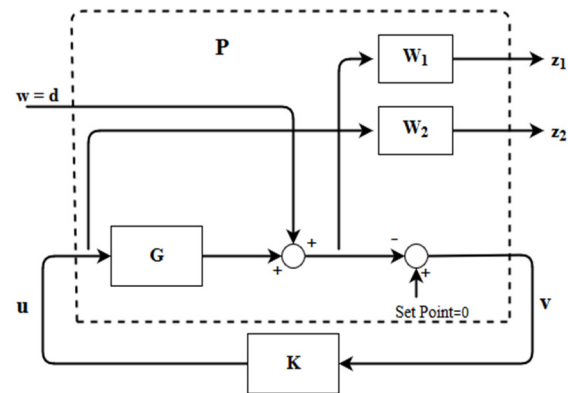 P
W1
z1
w = d
W2
z2
+
G
+
-
+
u
v
Set Point=0
K